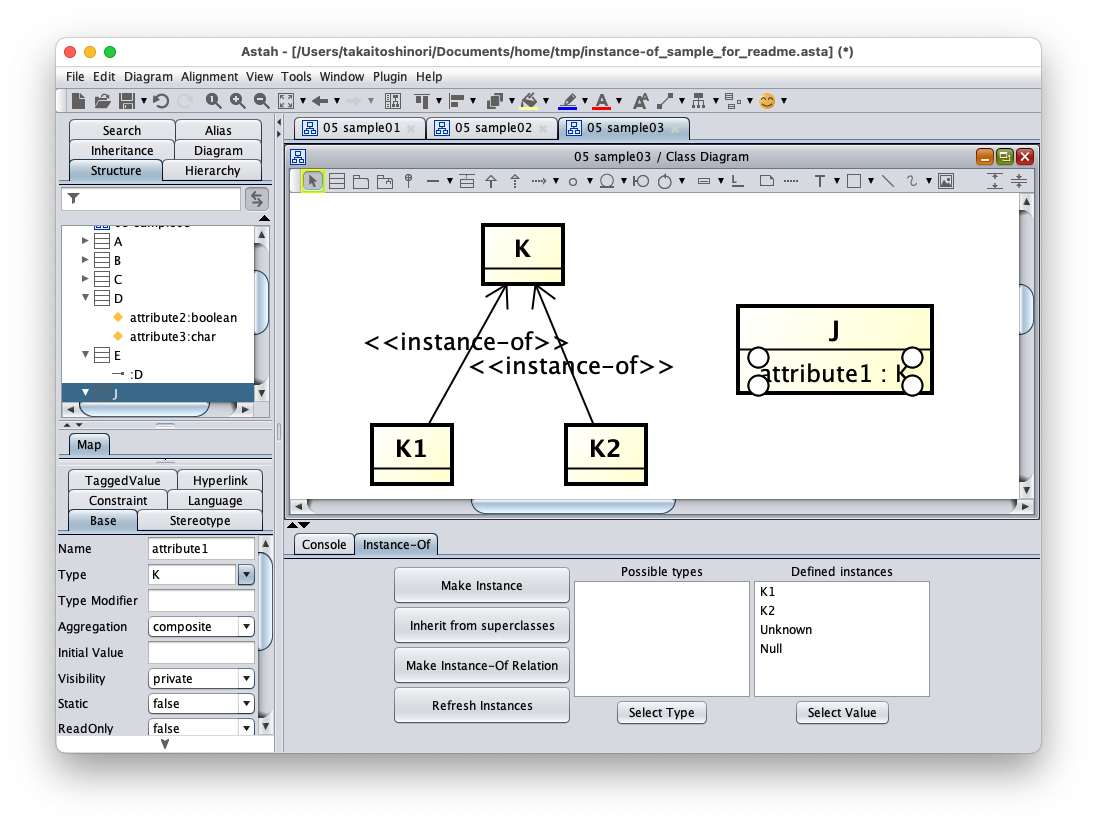 Astah - [/Users/takaitoshinori/Documents/home/tmp/instance-of_sample_for_readme.asta] (*)
File Edit Diagram Alignment View Tools Window Plugin Help
Search Alias
Inheritance Diagram
Structure Hierarchy
A
B
C
D
attribute2:boolean
attribute3:char
E
:D
J
Map
TaggedValue Hyperlink
Constraint Language
Base Stereotype
Name attribute1
Type K
Type Modifier
Aggregation composite
Initial Value
Visibility private
Static false
ReadOnly false
05 sample01 05 sample02 05 sample03
05 sample03 / Class Diagram
K
<<instance-of>>
<<instance-of>>
K1 K2
J
attribute1 : K
Console Instance-Of
Make Instance
Inherit from superclasses
Make Instance-Of Relation
Refresh Instances
Possible types
Select Type
Defined instances
K1
K2
Unknown
Null
Select Value